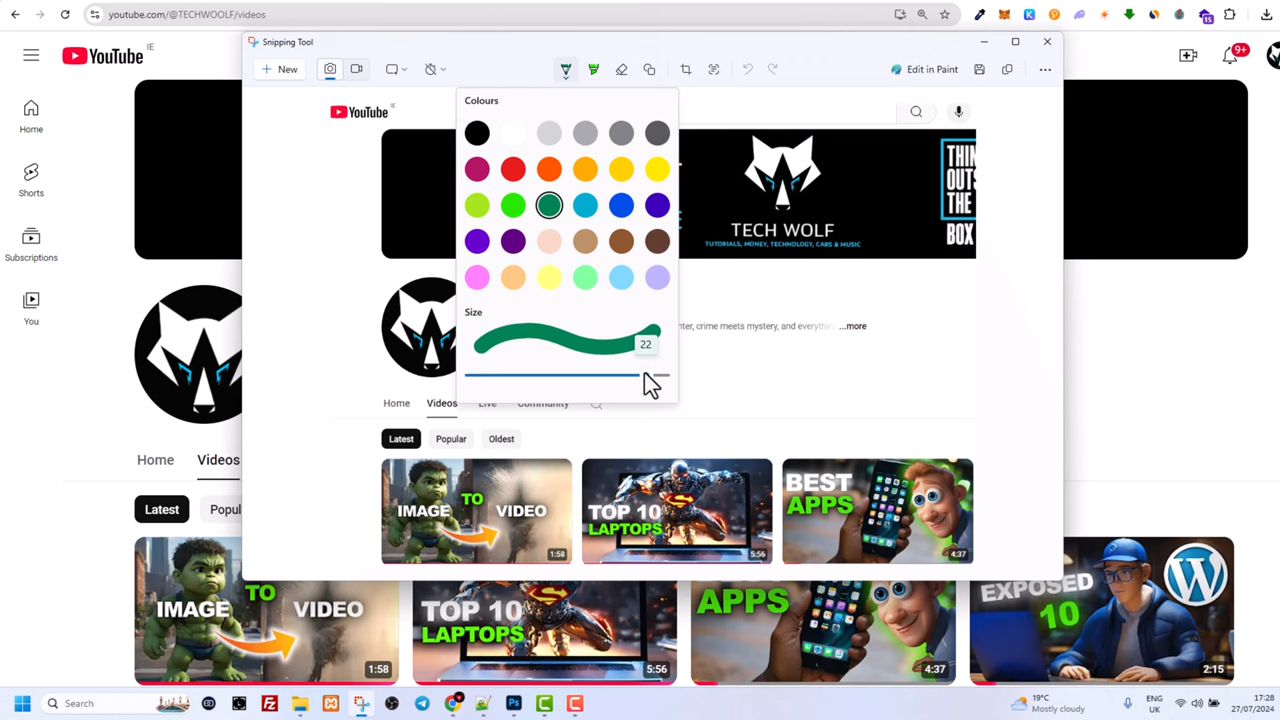 youtube.com/@TECHWOOLF/videos
15
YouTube IE
9+
Home
Shorts
Subscriptions
You
Snipping Tool
New
Edit in Paint
Colours
Size
22
YouTube IE
TECH WOLF
TUTORIALS, MONEY, TECHNOLOGY, CARS & MUSIC
OUTS
THE
BOX
crime meets mystery, and
...more
Home Videos Live Community
Latest Popular Oldest
IMAGE TO VIDEO
1:58
TOP 10
LAPTOPS
5:56
BEST
APPS
4:37
Home Videos
Latest
IMAGE TO VIDEO
1:58
TOP 10
LAPTOPS
5:56
APPS
4:37
EXPOSED
10
2:15
Search
19°C
Mostly cloudy
ENG
UK
17:28
27/07/2024